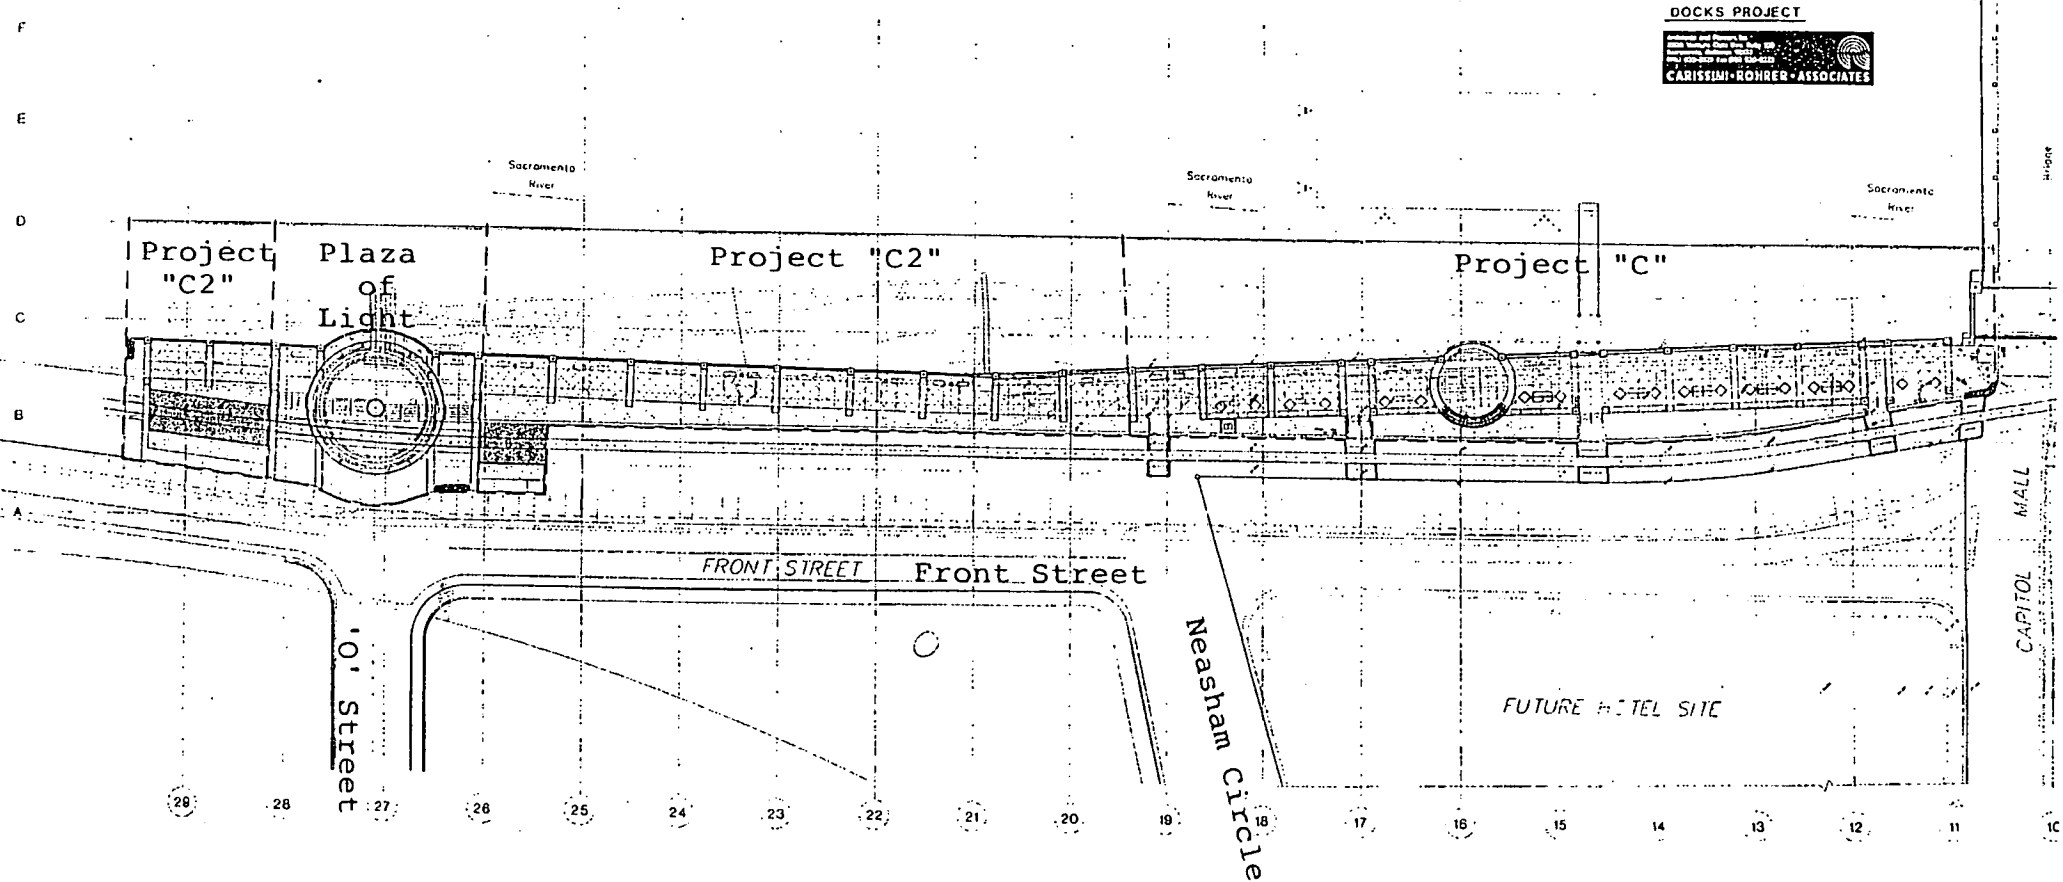 DOCKS PROJECT
CARISSIMI·ROHRER·ASSOCIATES
F
E
D
C
B
A
Sacramento
River
Sacramento
River
Sacramento
River
Project
"C2"
Plaza
of
Light
Project "C2"
Project "C"
FRONT STREET
Front Street
'O' Street
Neasham Circle
FUTURE HOTEL SITE
CAPITOL MALL
29
28
27
26
25
24
23
22
21
20
19
18
17
16
15
14
13
12
11
10